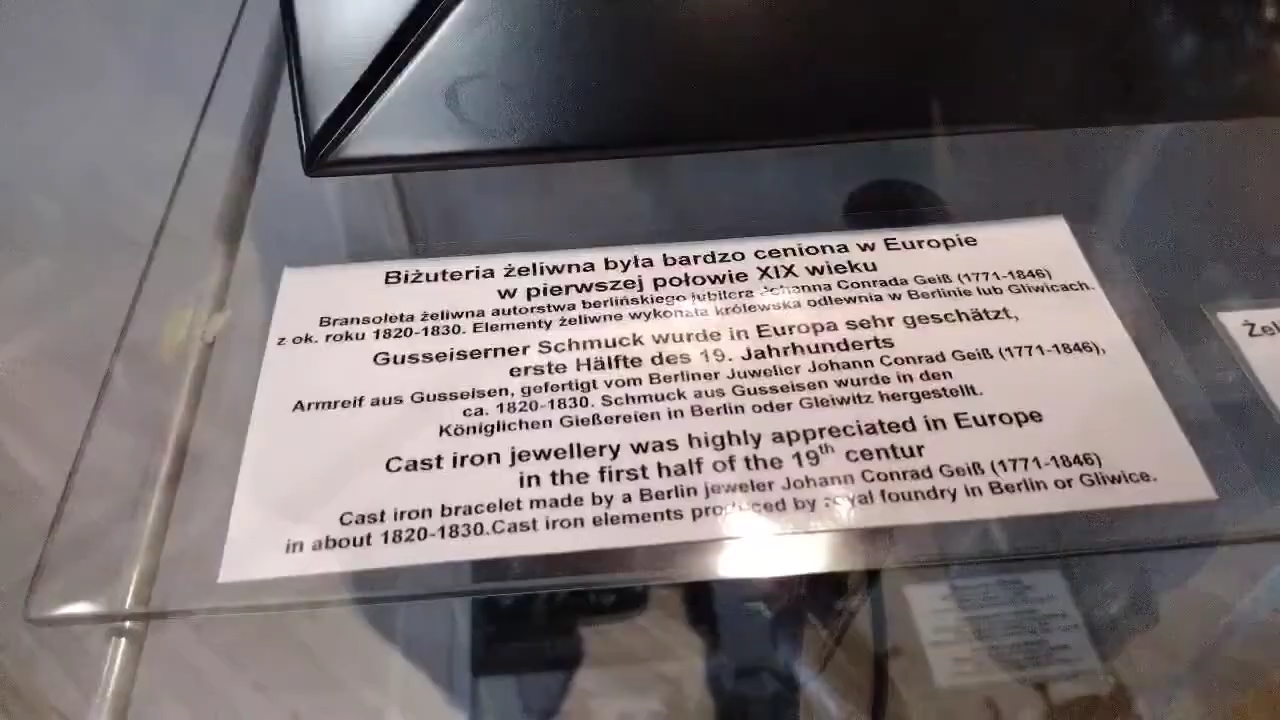 Biżuteria żeliwna była bardzo ceniona w Europie
w pierwszej połowie XIX wieku
Bransoleta żeliwna autorstwa berlińskiego jubilera Johanna Conrada Geiß (1771-1846)
z ok. roku 1820-1830. Elementy żeliwne wykonała królewska odlewnia w Berlinie lub Gliwicach.
Gusseiserner Schmuck wurde in Europa sehr geschätzt,
erste Hälfte des 19. Jahrhunderts
Armreif aus Gusseisen, gefertigt vom Berliner Juwelier Johann Conrad Geiß (1771-1846),
ca. 1820-1830. Schmuck aus Gusseisen wurde in den
Königlichen Gießereien in Berlin oder Gleiwitz hergestellt.
Cast iron jewellery was highly appreciated in Europe
in the first half of the 19th centur
Cast iron bracelet made by a Berlin jeweler Johann Conrad Geiß (1771-1846)
in about 1820-1830.Cast iron elements produced by royal foundry in Berlin or Gliwice.